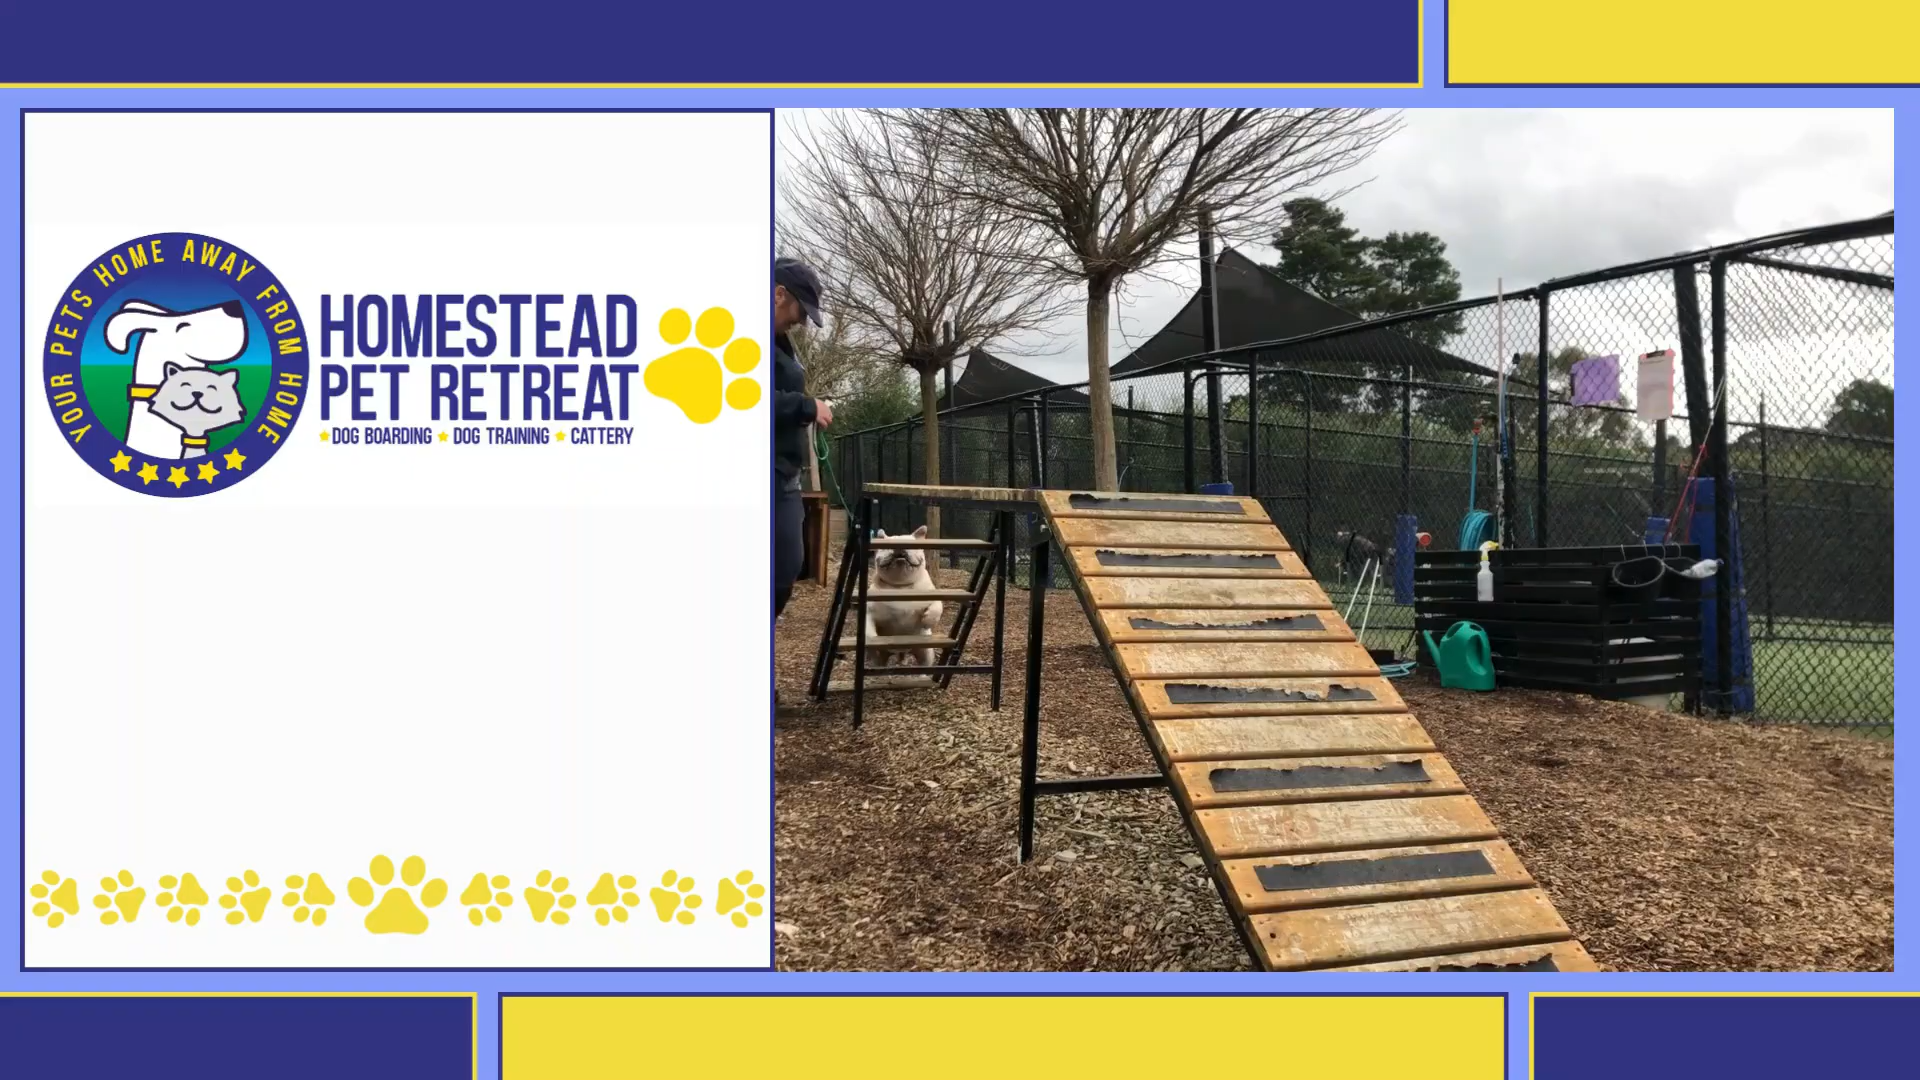 YOUR PETS HOME AWAY FROM HOME
HOMESTEAD
PET RETREAT
DOG BOARDING DOG TRAINING CATTERY